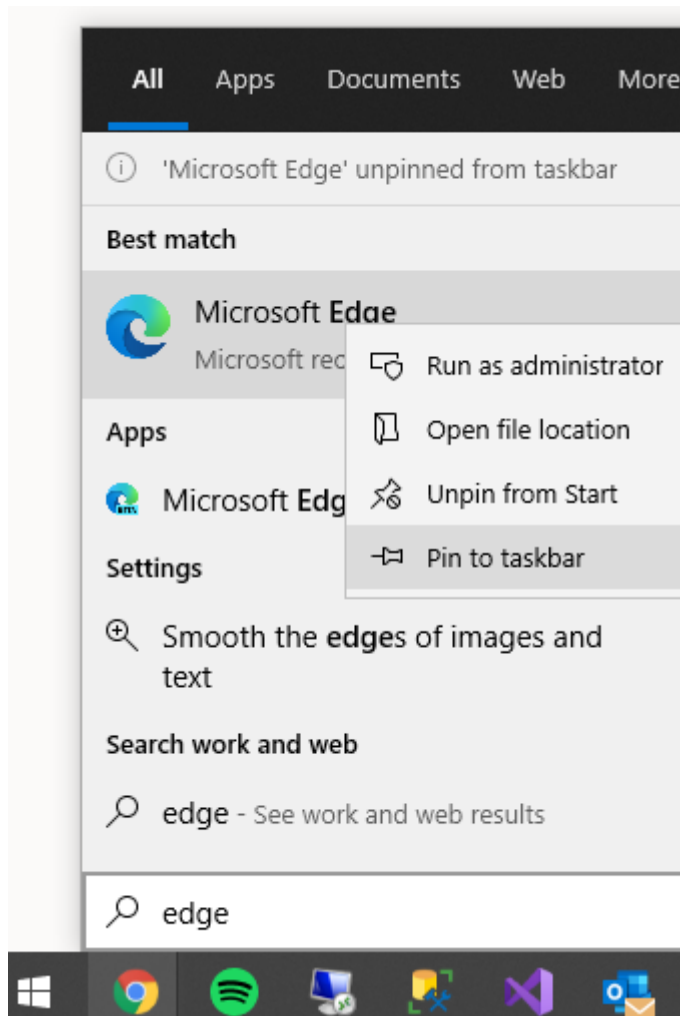 All Apps Documents Web More
'Microsoft Edge' unpinned from taskbar
Best match
Microsoft Edge
Microsoft rec
Run as administrator
Apps
Open file location
Microsoft Edg
Unpin from Start
Settings
Pin to taskbar
Smooth the edges of images and
text
Search work and web
edge - See work and web results
edge